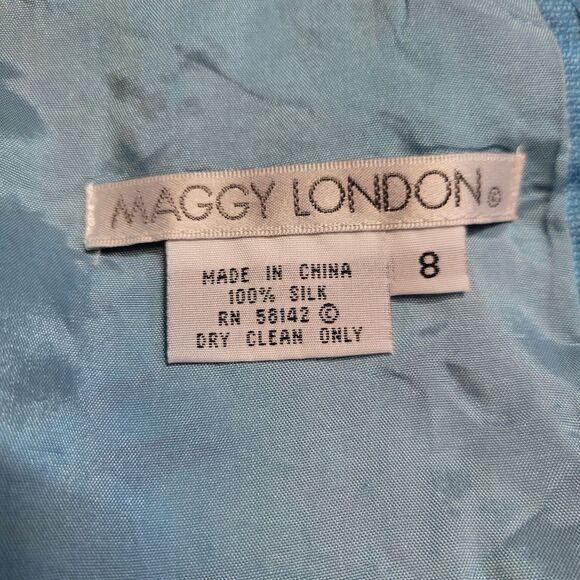 MAGGY LONDON ©
8
MADE IN CHINA
100% SILK
RN 58142 ©
DRY CLEAN ONLY